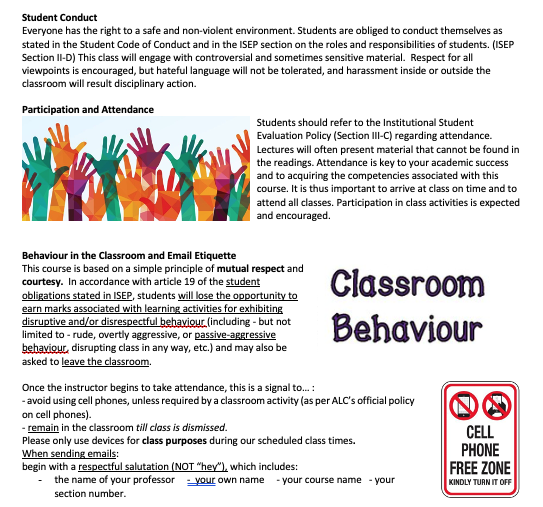 Student Conduct
Everyone has the right to a safe and non-violent environment. Students are obliged to conduct themselves as
stated in the Student Code of Conduct and in the ISEP section on the roles and responsibilities of students. (ISEP
Section II-D) This class will engage with controversial and sometimes sensitive material.  Respect for all
viewpoints is encouraged, but hateful language will not be tolerated, and harassment inside or outside the
classroom will result disciplinary action.
Participation and Attendance
Students should refer to the Institutional Student
Evaluation Policy (Section III-C) regarding attendance.
Lectures will often present material that cannot be found in
the readings. Attendance is key to your academic success
and to acquiring the competencies associated with this
course. It is thus important to arrive at class on time and to
attend all classes. Participation in class activities is expected
and encouraged.
Behaviour in the Classroom and Email Etiquette
This course is based on a simple principle of mutual respect and
courtesy.  In accordance with article 19 of the student
obligations stated in ISEP, students will lose the opportunity to
earn marks associated with learning activities for exhibiting
disruptive and/or disrespectful behaviour (including - but not
limited to - rude, overtly aggressive, or passive-aggressive
behaviour, disrupting class in any way, etc.) and may also be
asked to leave the classroom.
Classroom
Behaviour
Once the instructor begins to take attendance, this is a signal to... :
- avoid using cell phones, unless required by a classroom activity (as per ALC's official policy
on cell phones).
- remain in the classroom till class is dismissed.
Please only use devices for class purposes during our scheduled class times.
When sending emails:
begin with a respectful salutation (NOT "hey"), which includes:
- the name of your professor - your own name - your course name - your
section number.
CELL
PHONE
FREE ZONE
KINDLY TURN IT OFF